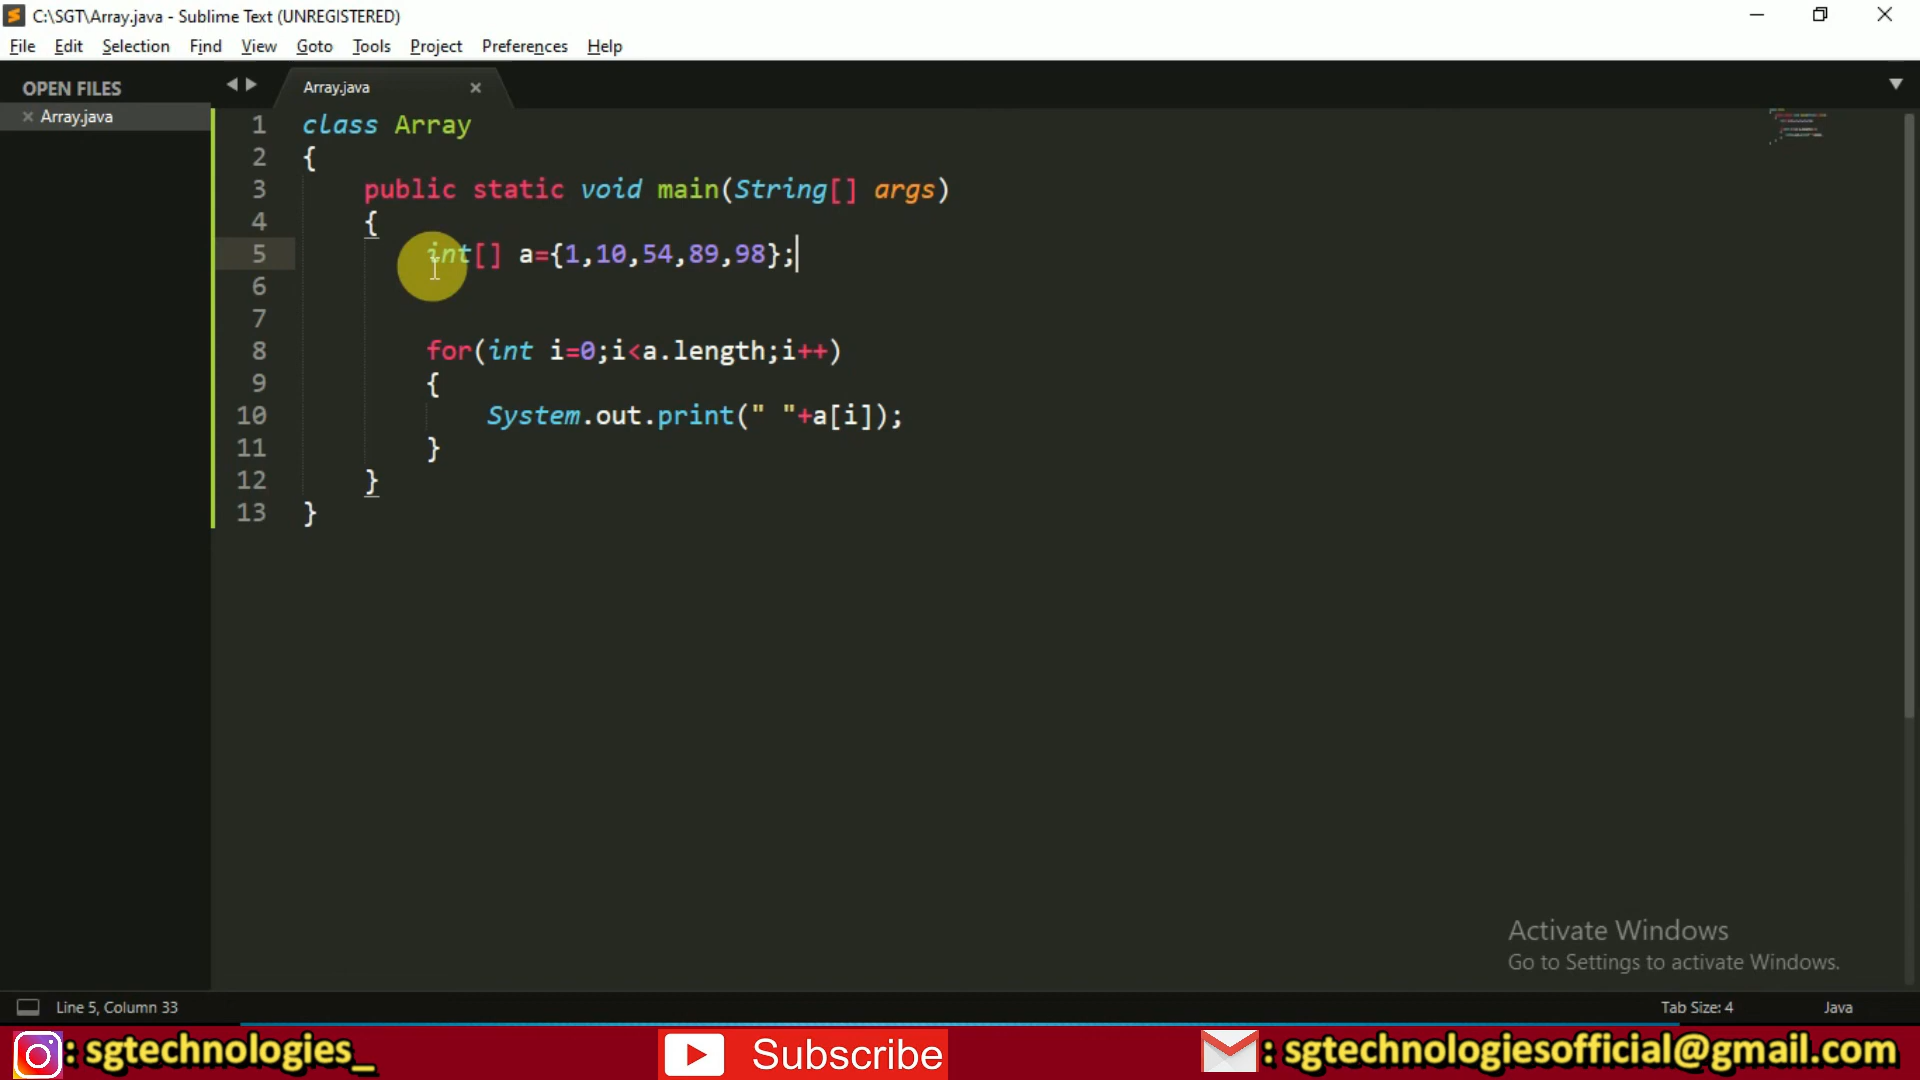 C:\SGT\Array.java - Sublime Text (UNREGISTERED)
File Edit Selection Find View Goto Tools Project Preferences Help
OPEN FILES
Array.java
Array.java
1 class Array
2 {
3 public static void main(String[] args)
4 {
5 int[] a={1,10,54,89,98};
6
7
8 for(int i=0;i<a.length;i++)
9 {
10 System.out.print(" "+a[i]);
11 }
12 }
13 }
Activate Windows
Go to Settings to activate Windows.
Line 5, Column 33 Tab Size: 4 Java
: sgtechnologies_ Subscribe : sgtechnologiesofficial@gmail.com